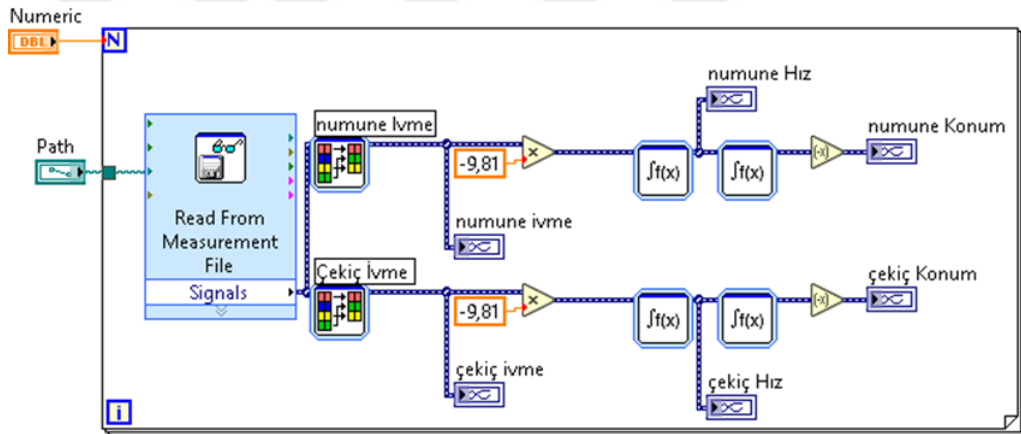 Numeric
DBL
N
numune Hız
numune Konum
numune Ivme
Path
-9,81
x
∫f(x)
∫f(x)
(-x)
Read From
Measurement
File
numune ivme
Çekiç İvme
çekiç Konum
Signals
-9,81
x
∫f(x)
∫f(x)
(-x)
çekiç ivme
çekiç Hız
i